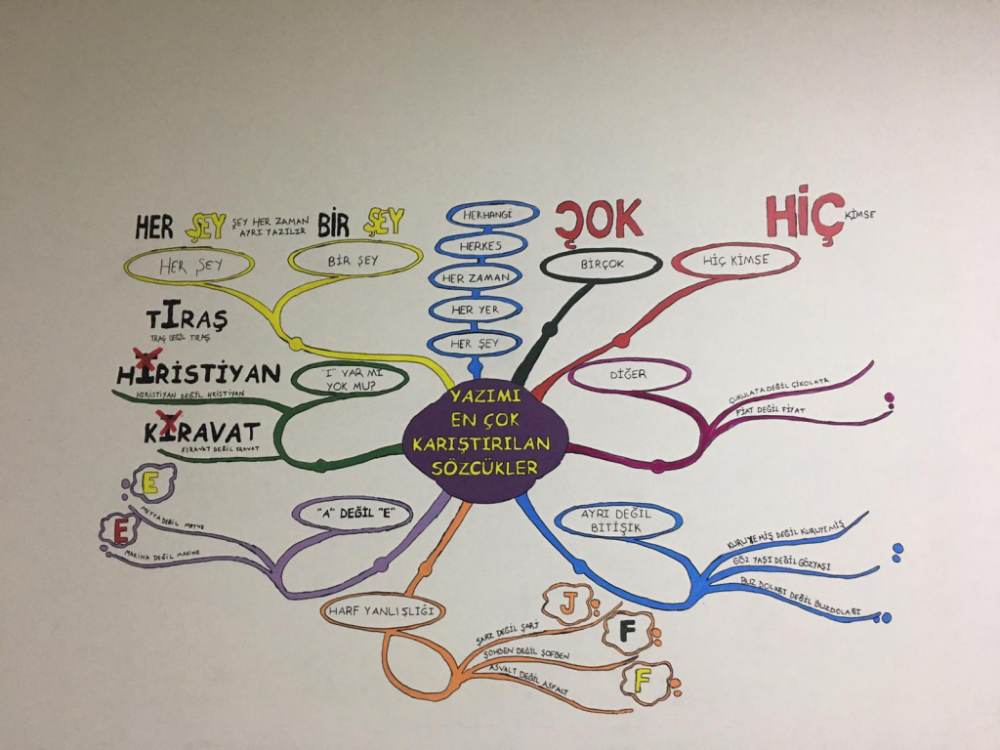 HER ŞEY
ŞEY HER ZAMAN
AYRI YAZILIR
BİR ŞEY
HER ŞEY
BİR ŞEY
HERHANGİ
HERKES
HER ZAMAN
HER YER
HER ŞEY
ÇOK
BİRÇOK
HİÇ KİMSE
HİÇ KİMSE
TIRAŞ
TRAŞ DEĞİL TIRAŞ
HIRİSTİYAN
HIRİSTİYAN DEĞİL HRİSTİYAN
KIRAVAT
KIRAVAT DEĞİL KRAVAT
"I" VAR MI
YOK MU?
YAZIMI
EN ÇOK
KARIŞTIRILAN
SÖZCÜKLER
DİĞER
ÇUKULATA DEĞİL ÇİKOLATA
FİAT DEĞİL FİYAT
E
E
MEYVA DEĞİL MEYVE
MAKİNA DEĞİL MAKİNE
"A" DEĞİL "E"
AYRI DEĞİL
BİTİŞİK
KURUYEMİŞ DEĞİL KURUYEMİŞ
GÖZ YAŞI DEĞİL GÖZYAŞI
BUZ DOLABI DEĞİL BUZDOLABI
HARF YANLIŞLIĞI
ŞARZ DEĞİL ŞARJ
ŞOHBEN DEĞİL ŞOFBEN
ASVALT DEĞİL ASFALT
J
F
F